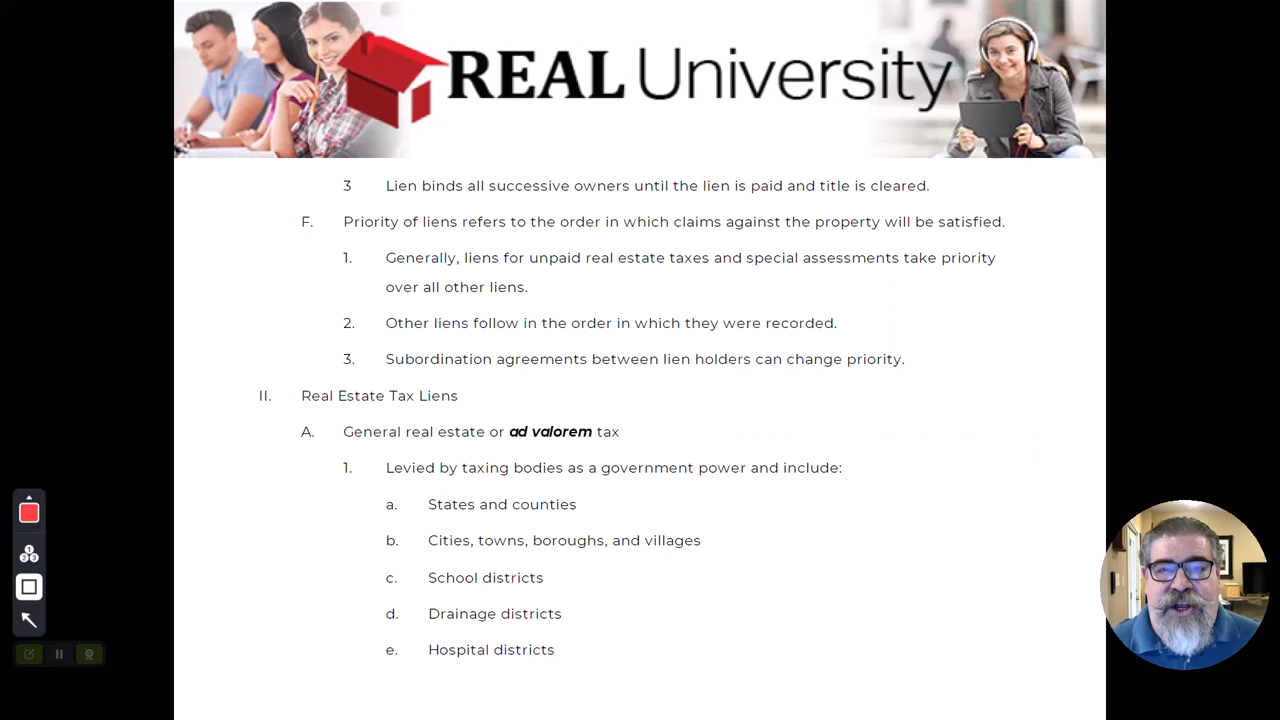 REAL University
3 Lien binds all successive owners until the lien is paid and title is cleared.
F. Priority of liens refers to the order in which claims against the property will be satisfied.
1. Generally, liens for unpaid real estate taxes and special assessments take priority
over all other liens.
2. Other liens follow in the order in which they were recorded.
3. Subordination agreements between lien holders can change priority.
II. Real Estate Tax Liens
A. General real estate or ad valorem tax
1. Levied by taxing bodies as a government power and include:
a. States and counties
b. Cities, towns, boroughs, and villages
c. School districts
d. Drainage districts
e. Hospital districts